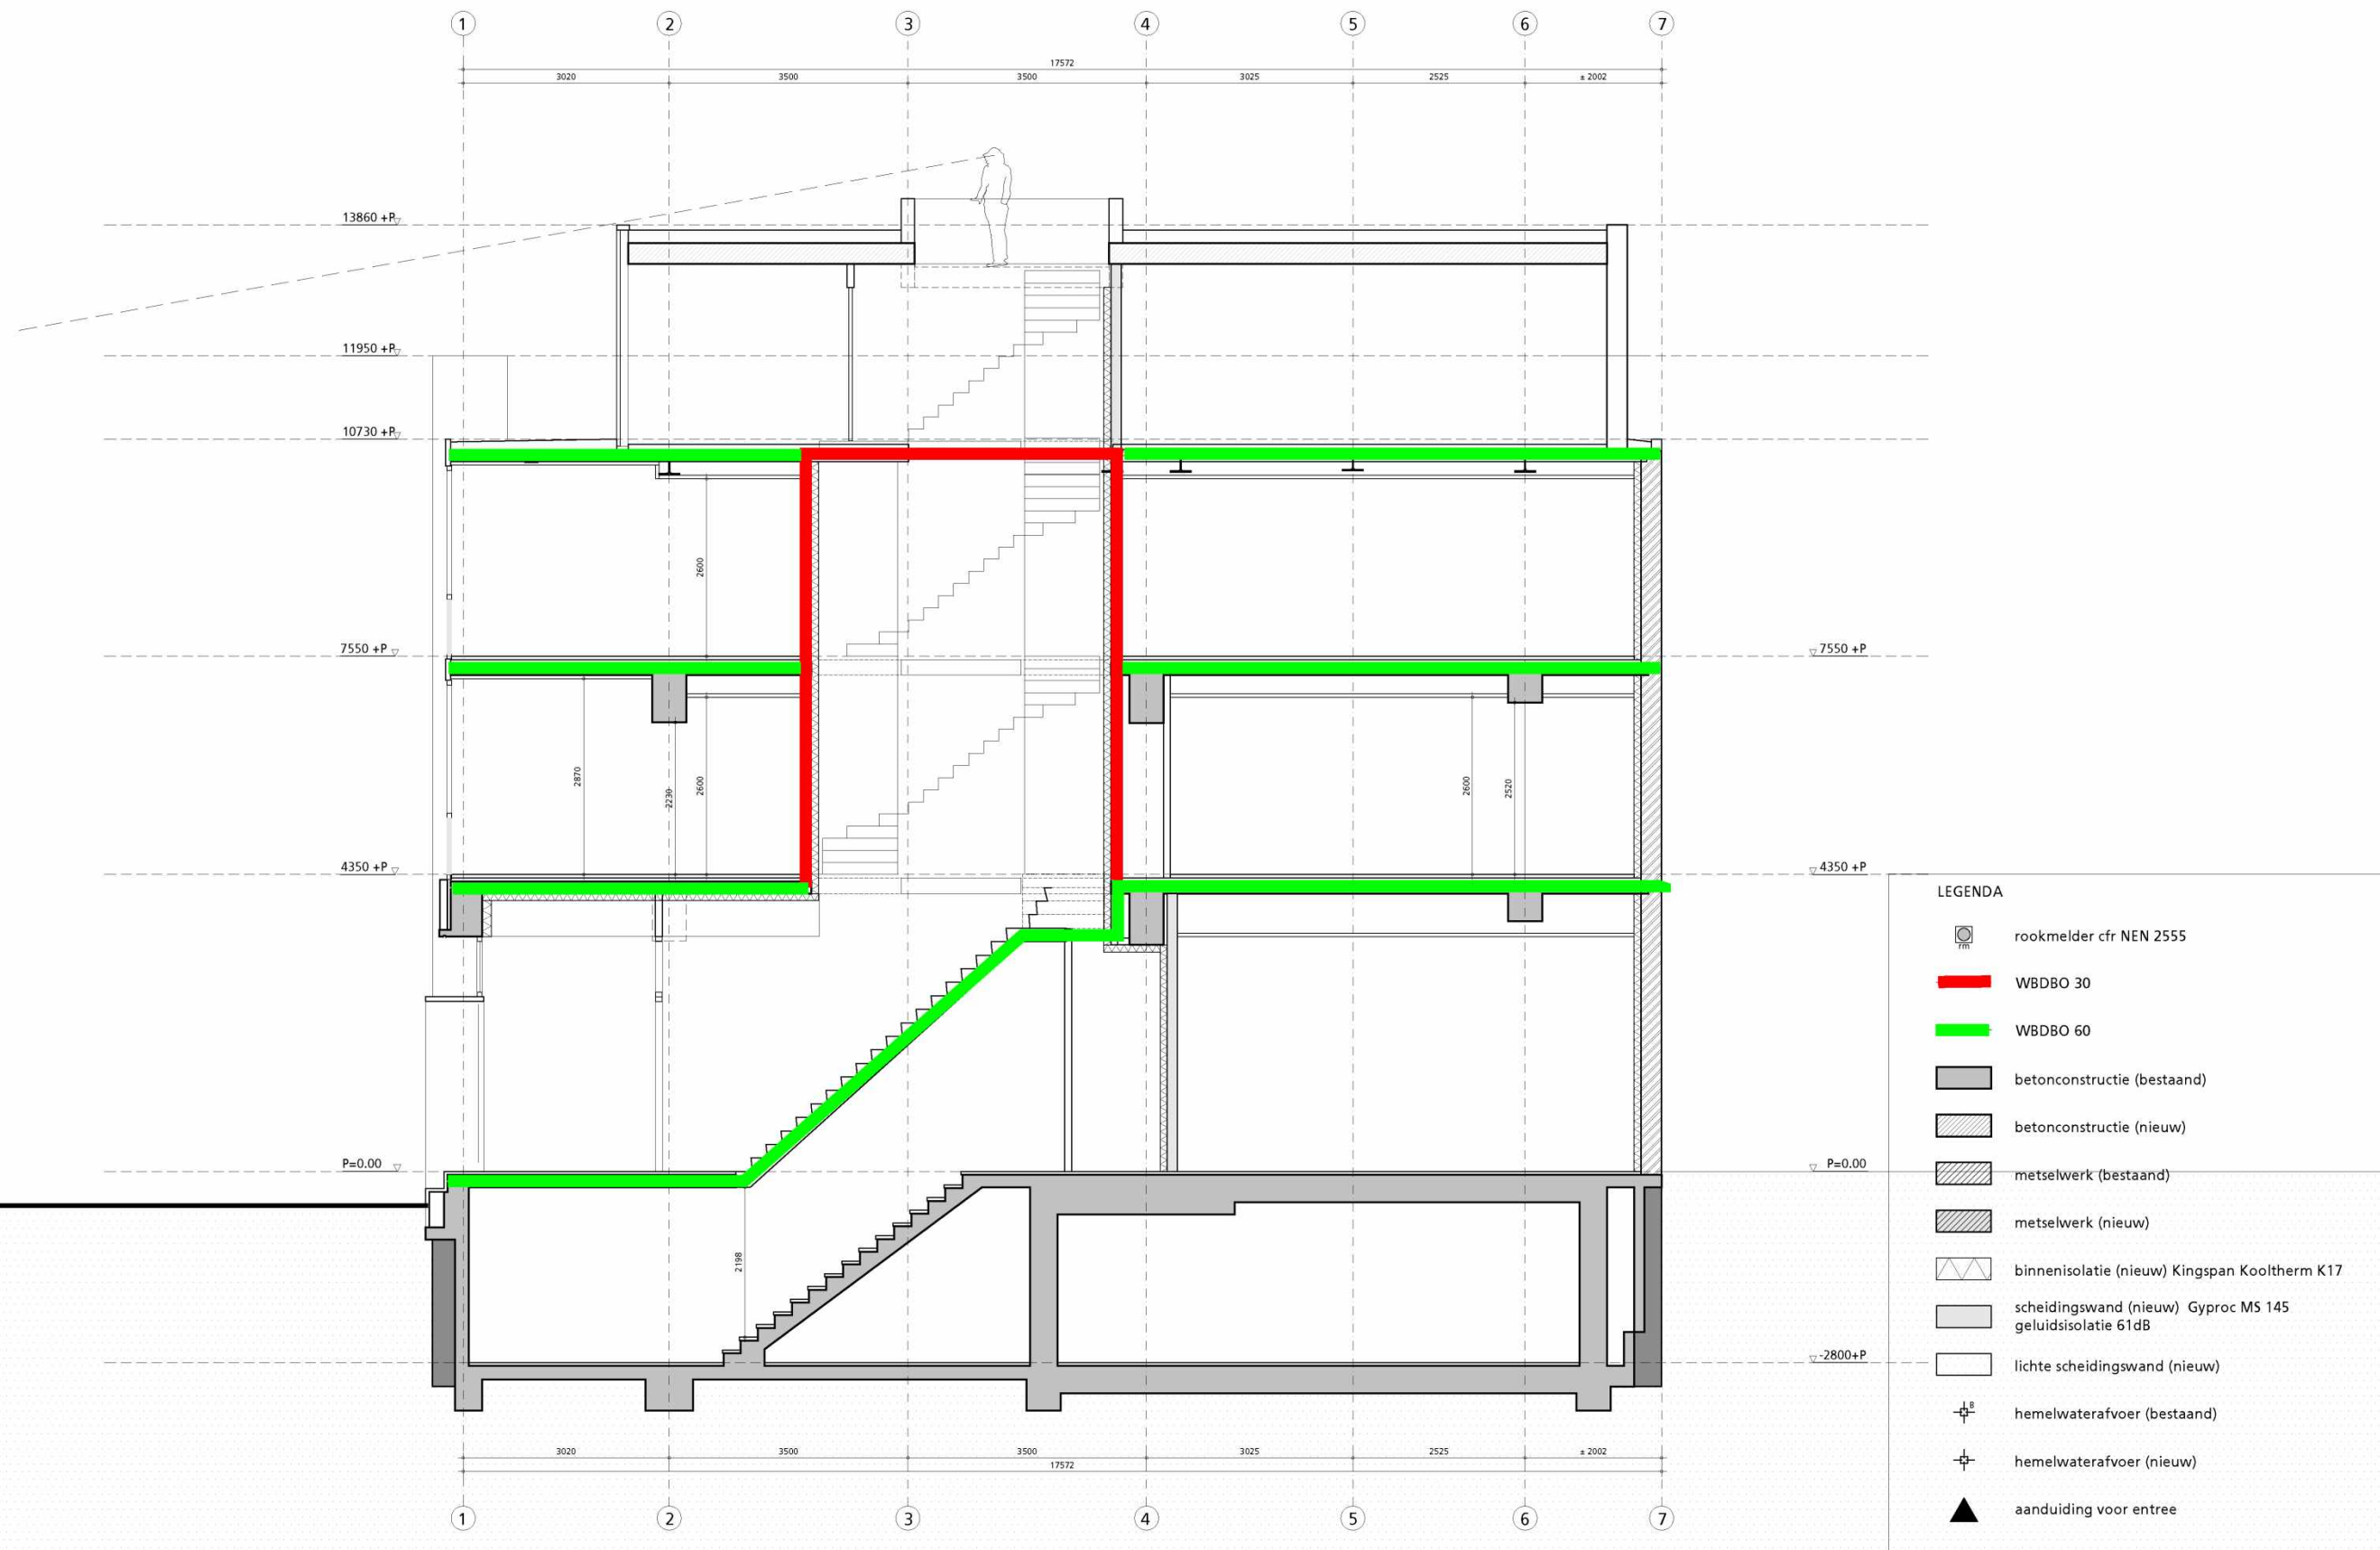 1 2 3 4 5 6 7
17572
3020 3500 3500 3025 2525 ± 2002
13860 +P
11950 +P
10730 +P
2600
7550 +P 7550 +P
2870 2230 2600 2600 2520
4350 +P 4350 +P
P=0.00 P=0.00
2198
-2800+P
3020 3500 3500 3025 2525 ± 2002
17572
1 2 3 4 5 6 7
LEGENDA
rm rookmelder cfr NEN 2555
WBDBO 30
WBDBO 60
betonconstructie (bestaand)
betonconstructie (nieuw)
metselwerk (bestaand)
metselwerk (nieuw)
binnenisolatie (nieuw) Kingspan Kooltherm K17
scheidingswand (nieuw) Gyproc MS 145
geluidsisolatie 61dB
lichte scheidingswand (nieuw)
hemelwaterafvoer (bestaand)
hemelwaterafvoer (nieuw)
aanduiding voor entree